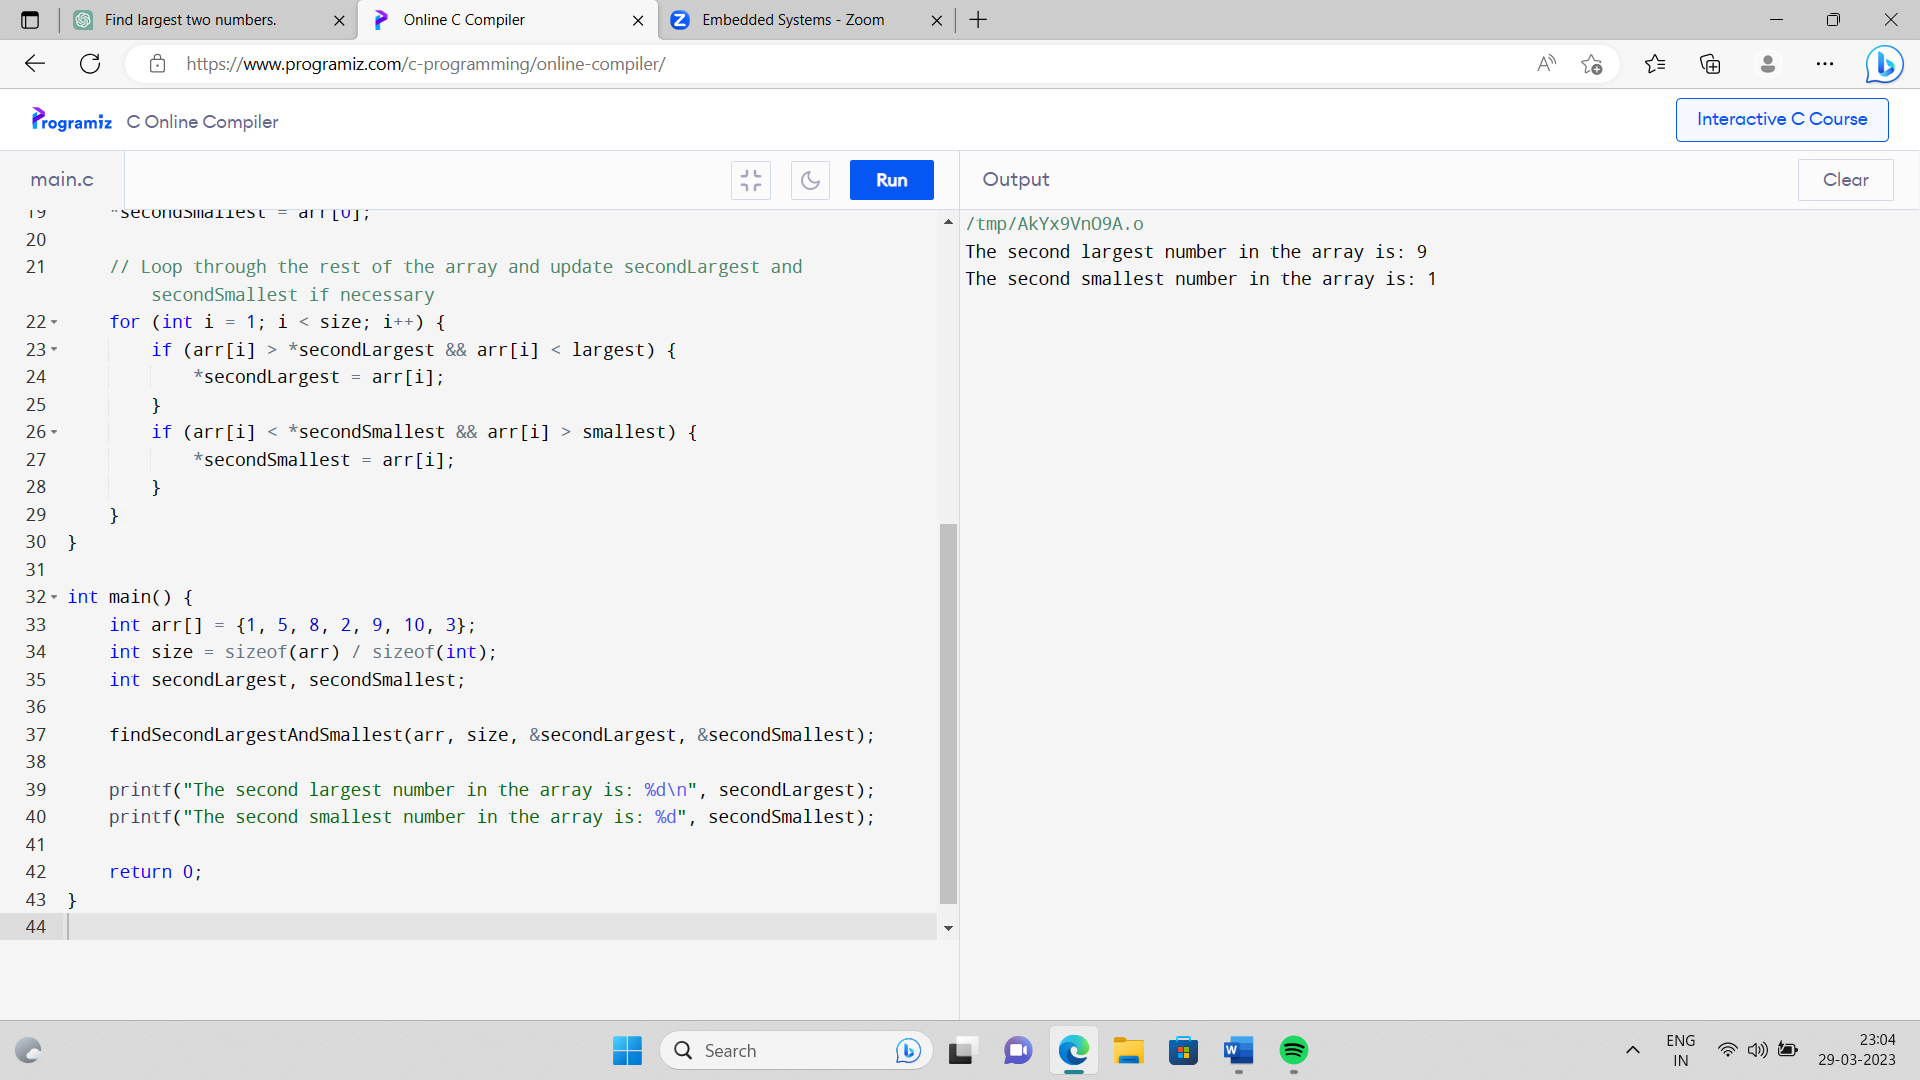 Find largest two numbers.
Online C Compiler
Embedded Systems - Zoom
https://www.programiz.com/c-programming/online-compiler/
Programiz C Online Compiler
Interactive C Course
main.c
Run
Output
Clear
19 *secondSmallest = arr[0];
20
21 // Loop through the rest of the array and update secondLargest and
secondSmallest if necessary
22 for (int i = 1; i < size; i++) {
23 if (arr[i] > *secondLargest && arr[i] < largest) {
24 *secondLargest = arr[i];
25 }
26 if (arr[i] < *secondSmallest && arr[i] > smallest) {
27 *secondSmallest = arr[i];
28 }
29 }
30 }
31
32 int main() {
33 int arr[] = {1, 5, 8, 2, 9, 10, 3};
34 int size = sizeof(arr) / sizeof(int);
35 int secondLargest, secondSmallest;
36
37 findSecondLargestAndSmallest(arr, size, &secondLargest, &secondSmallest);
38
39 printf("The second largest number in the array is: %d\n", secondLargest);
40 printf("The second smallest number in the array is: %d", secondSmallest);
41
42 return 0;
43 }
44
/tmp/AkYx9VnO9A.o
The second largest number in the array is: 9
The second smallest number in the array is: 1
Search
ENG
IN
23:04
29-03-2023